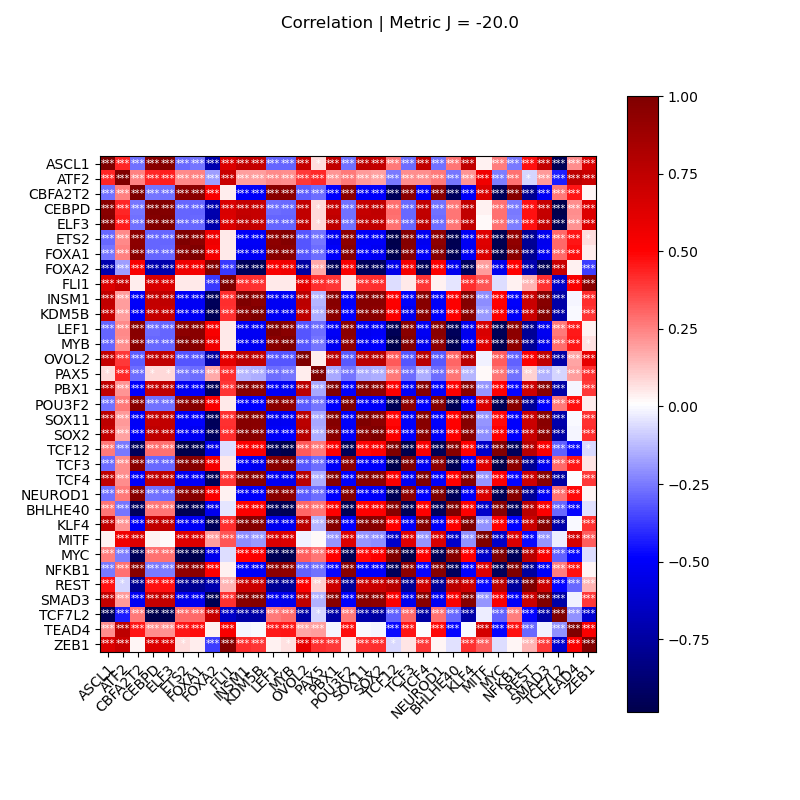 Correlation | Metric J = -20.0
1.00
0.75
0.50
0.25
0.00
−0.25
−0.50
−0.75
ASCL1
ATF2
CBFA2T2
CEBPD
ELF3
ETS2
FOXA1
FOXA2
FLI1
INSM1
KDM5B
LEF1
MYB
OVOL2
PAX5
PBX1
POU3F2
SOX11
SOX2
TCF12
TCF3
TCF4
NEUROD1
BHLHE40
KLF4
MITF
MYC
NFKB1
REST
SMAD3
TCF7L2
TEAD4
ZEB1
ASCL1
ATF2
CBFA2T2
CEBPD
ELF3
ETS2
FOXA1
FOXA2
FLI1
INSM1
KDM5B
LEF1
MYB
OVOL2
PAX5
PBX1
POU3F2
SOX11
SOX2
TCF12
TCF3
TCF4
NEUROD1
BHLHE40
KLF4
MITF
MYC
NFKB1
REST
SMAD3
TCF7L2
TEAD4
ZEB1